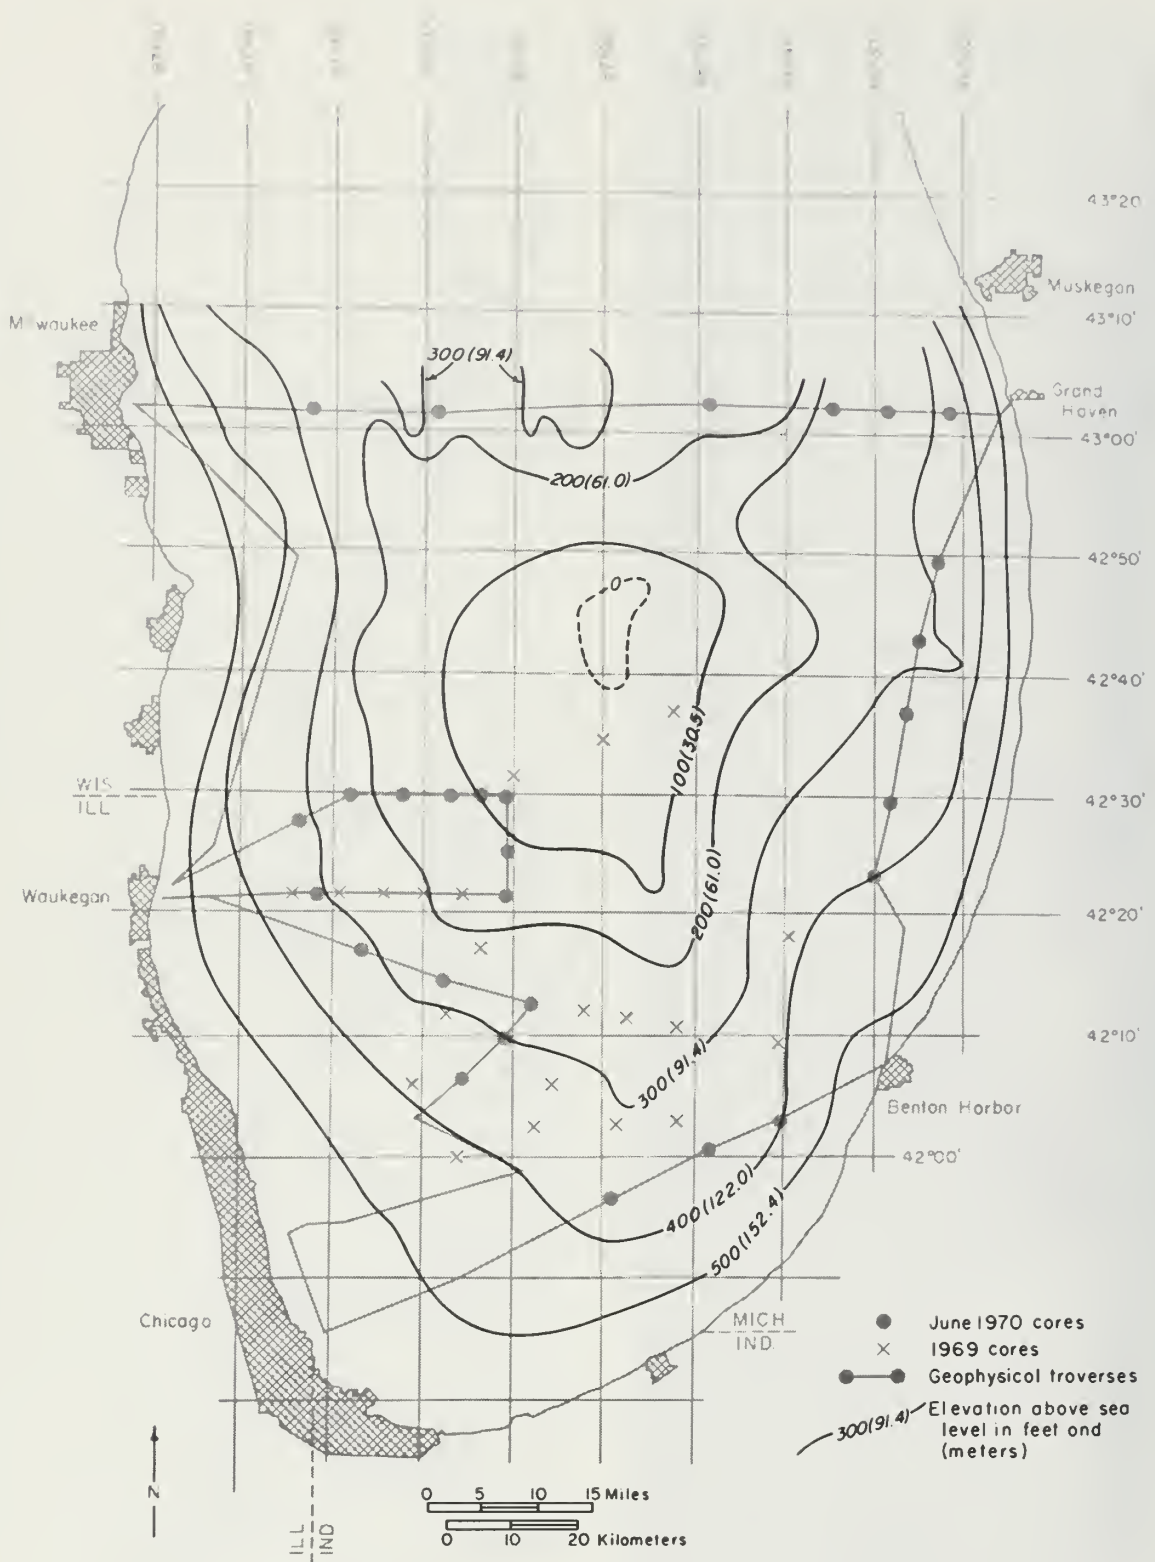 43°20
Muskegon
43°10'
Milwaukee
300(91.4)
Grand
Haven
43°00'
200(61.0)
42°50'
0
42°40'
100(30.5)
WIS
ILL
42°30'
Waukegan
200(61.0)
42°20'
42°10'
300(91.4)
Benton Harbor
42°00'
400(122.0)
500(152.4)
Chicago
MICH
IND.
June 1970 cores
1969 cores
Geophysical traverses
300(91.4)
Elevation above sea
level in feet and
(meters)
N
ILL
IND
0 5 10 15 Miles
0 10 20 Kilometers